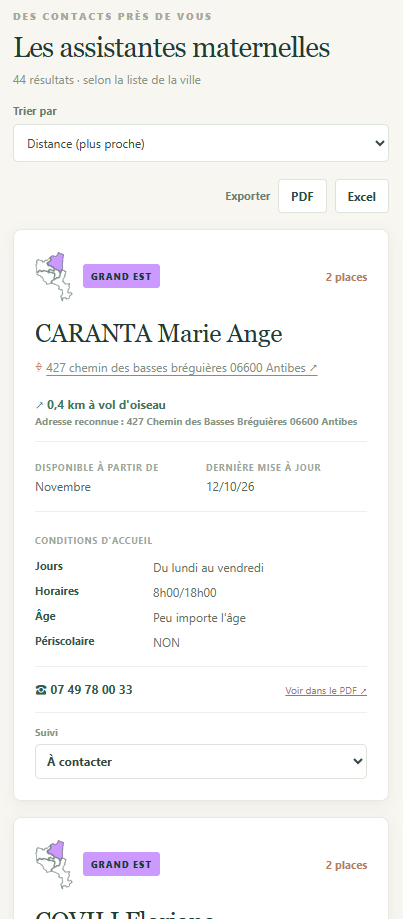 DES CONTACTS PRÈS DE VOUS
Les assistantes maternelles
44 résultats · selon la liste de la ville
Trier par
Distance (plus proche)
Exporter PDF Excel
GRAND EST 2 places
CARANTA Marie Ange
427 chemin des basses bréguières 06600 Antibes ↗
↗ 0,4 km à vol d'oiseau
Adresse reconnue : 427 Chemin des Basses Bréguières 06600 Antibes
DISPONIBLE À PARTIR DE DERNIÈRE MISE À JOUR
Novembre 12/10/26
CONDITIONS D'ACCUEIL
Jours Du lundi au vendredi
Horaires 8h00/18h00
Âge Peu importe l'âge
Périscolaire NON
☎ 07 49 78 00 33 Voir dans le PDF ↗
Suivi
À contacter
GRAND EST 2 places